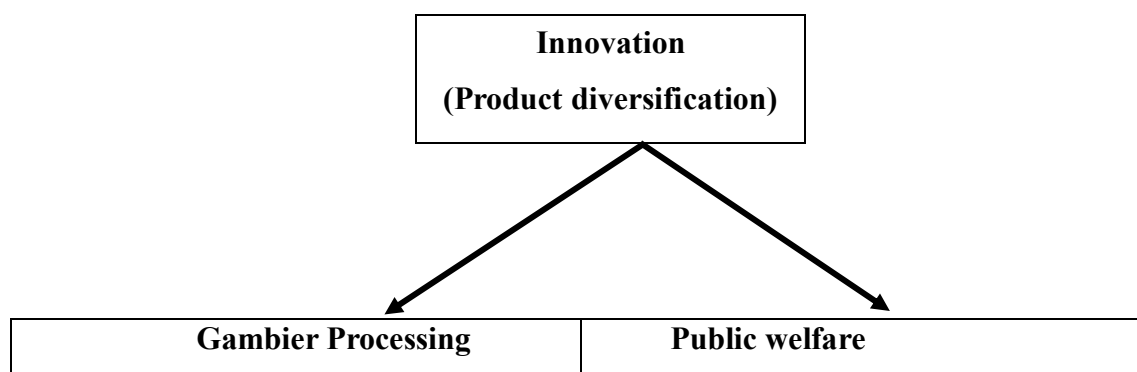 Innovation
(Product diversification)
Gambier Processing
Public welfare